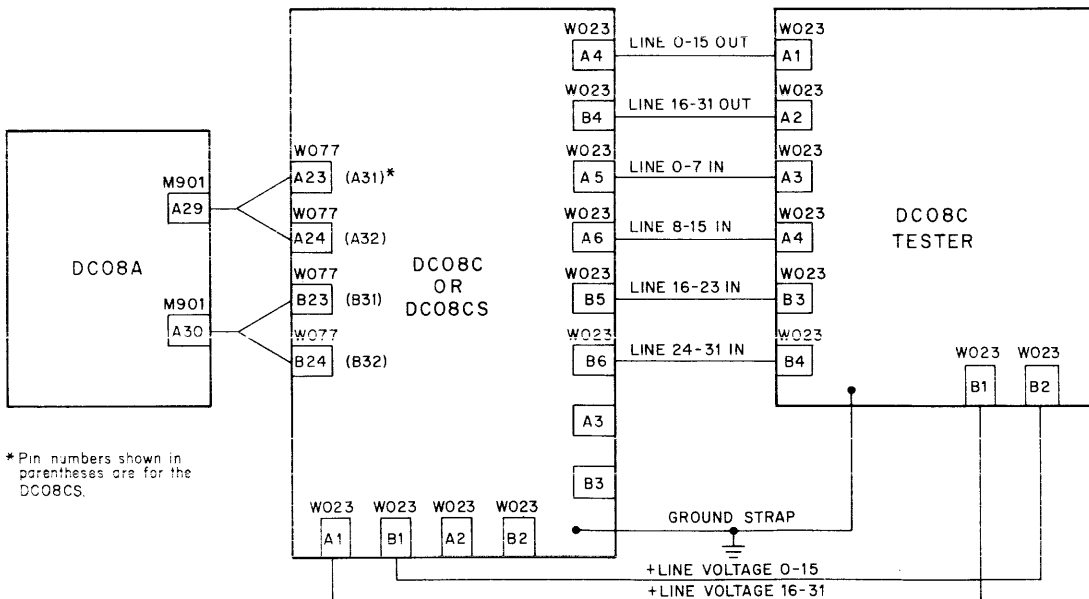 W023
A4
LINE 0-15 OUT
W023
A1
W023
B4
LINE 16-31 OUT
W023
A2
W077
A23
(A31)*
W023
A5
LINE 0-7 IN
W023
A3
M901
A29
W077
A24
(A32)
W023
A6
LINE 8-15 IN
W023
A4
DC08A
DC08C
OR
DC08CS
DC08C
TESTER
W077
B23
(B31)
W023
B5
LINE 16-23 IN
W023
B3
M901
A30
W077
B24
(B32)
W023
B6
LINE 24-31 IN
W023
B4
W023
B1
W023
B2
A3
B3
* Pin numbers shown in
parentheses are for the
DC08CS.
W023
A1
W023
B1
W023
A2
W023
B2
GROUND STRAP
+LINE VOLTAGE 0-15
+LINE VOLTAGE 16-31